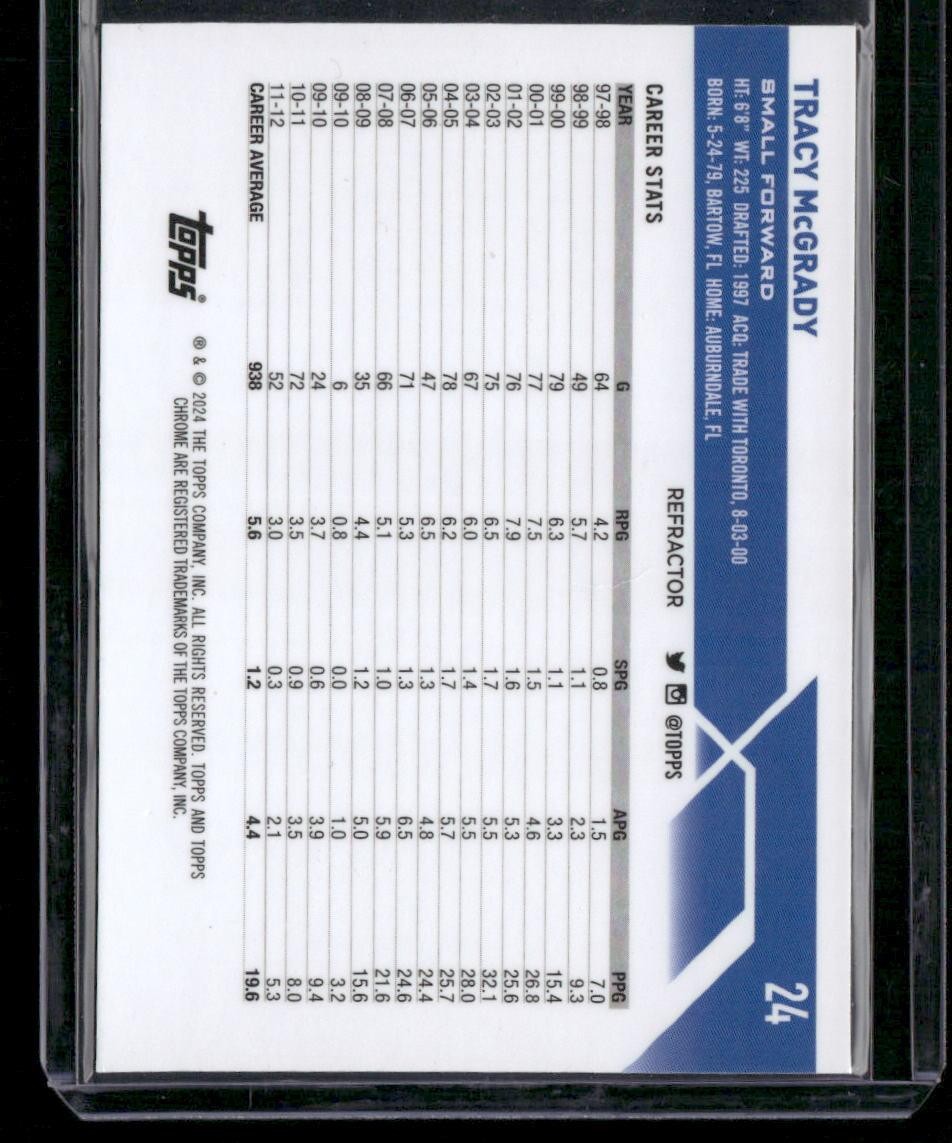 24
TRACY McGRADY
SMALL FORWARD
HT: 6'8" WT: 225 DRAFTED: 1997 ACQ: TRADE WITH TORONTO, 8-03-00
BORN: 5-24-79, BARTOW, FL HOME: AUBURNDALE, FL
REFRACTOR @TOPPS
CAREER STATS
YEAR G RPG SPG APG PPG
97-98 64 4.2 0.8 1.5 7.0
98-99 49 5.7 1.1 2.3 9.3
99-00 79 6.3 1.1 3.3 15.4
00-01 77 7.5 1.5 4.6 26.8
01-02 76 7.9 1.6 5.3 25.6
02-03 75 6.5 1.7 5.5 32.1
03-04 67 6.0 1.4 5.5 28.0
04-05 78 6.2 1.7 5.7 25.7
05-06 47 6.5 1.3 4.8 24.4
06-07 71 5.3 1.3 6.5 24.6
07-08 66 5.1 1.0 5.9 21.6
08-09 35 4.4 1.2 5.0 15.6
09-10 6 0.8 0.0 1.0 3.2
09-10 24 3.7 0.6 3.9 9.4
10-11 72 3.5 0.9 3.5 8.0
11-12 52 3.0 0.3 2.1 5.3
CAREER AVERAGE 938 5.6 1.2 4.4 19.6
topps®
® & © 2024 THE TOPPS COMPANY, INC. ALL RIGHTS RESERVED. TOPPS AND TOPPS
CHROME ARE REGISTERED TRADEMARKS OF THE TOPPS COMPANY, INC.